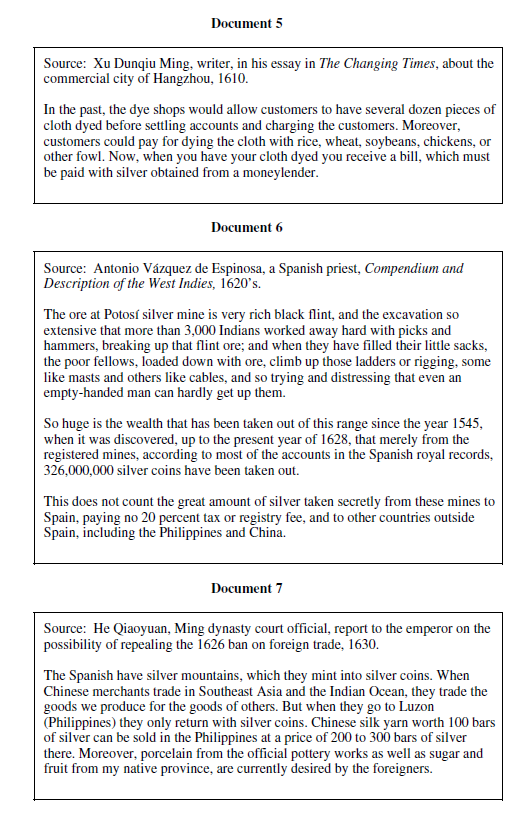 Document 5
Source: Xu Dunqiu Ming, writer, in his essay in The Changing Times, about the
commercial city of Hangzhou, 1610.
In the past, the dye shops would allow customers to have several dozen pieces of
cloth dyed before settling accounts and charging the customers. Moreover,
customers could pay for dying the cloth with rice, wheat, soybeans, chickens, or
other fowl. Now, when you have your cloth dyed you receive a bill, which must
be paid with silver obtained from a moneylender.
Document 6
Source: Antonio Vázquez de Espinosa, a Spanish priest, Compendium and
Description of the West Indies, 1620’s.
The ore at Potosí silver mine is very rich black flint, and the excavation so
extensive that more than 3,000 Indians worked away hard with picks and
hammers, breaking up that flint ore; and when they have filled their little sacks,
the poor fellows, loaded down with ore, climb up those ladders or rigging, some
like masts and others like cables, and so trying and distressing that even an
empty-handed man can hardly get up them.
So huge is the wealth that has been taken out of this range since the year 1545,
when it was discovered, up to the present year of 1628, that merely from the
registered mines, according to most of the accounts in the Spanish royal records,
326,000,000 silver coins have been taken out.
This does not count the great amount of silver taken secretly from these mines to
Spain, paying no 20 percent tax or registry fee, and to other countries outside
Spain, including the Philippines and China.
Document 7
Source: He Qiaoyuan, Ming dynasty court official, report to the emperor on the
possibility of repealing the 1626 ban on foreign trade, 1630.
The Spanish have silver mountains, which they mint into silver coins. When
Chinese merchants trade in Southeast Asia and the Indian Ocean, they trade the
goods we produce for the goods of others. But when they go to Luzon
(Philippines) they only return with silver coins. Chinese silk yarn worth 100 bars
of silver can be sold in the Philippines at a price of 200 to 300 bars of silver
there. Moreover, porcelain from the official pottery works as well as sugar and
fruit from my native province, are currently desired by the foreigners.